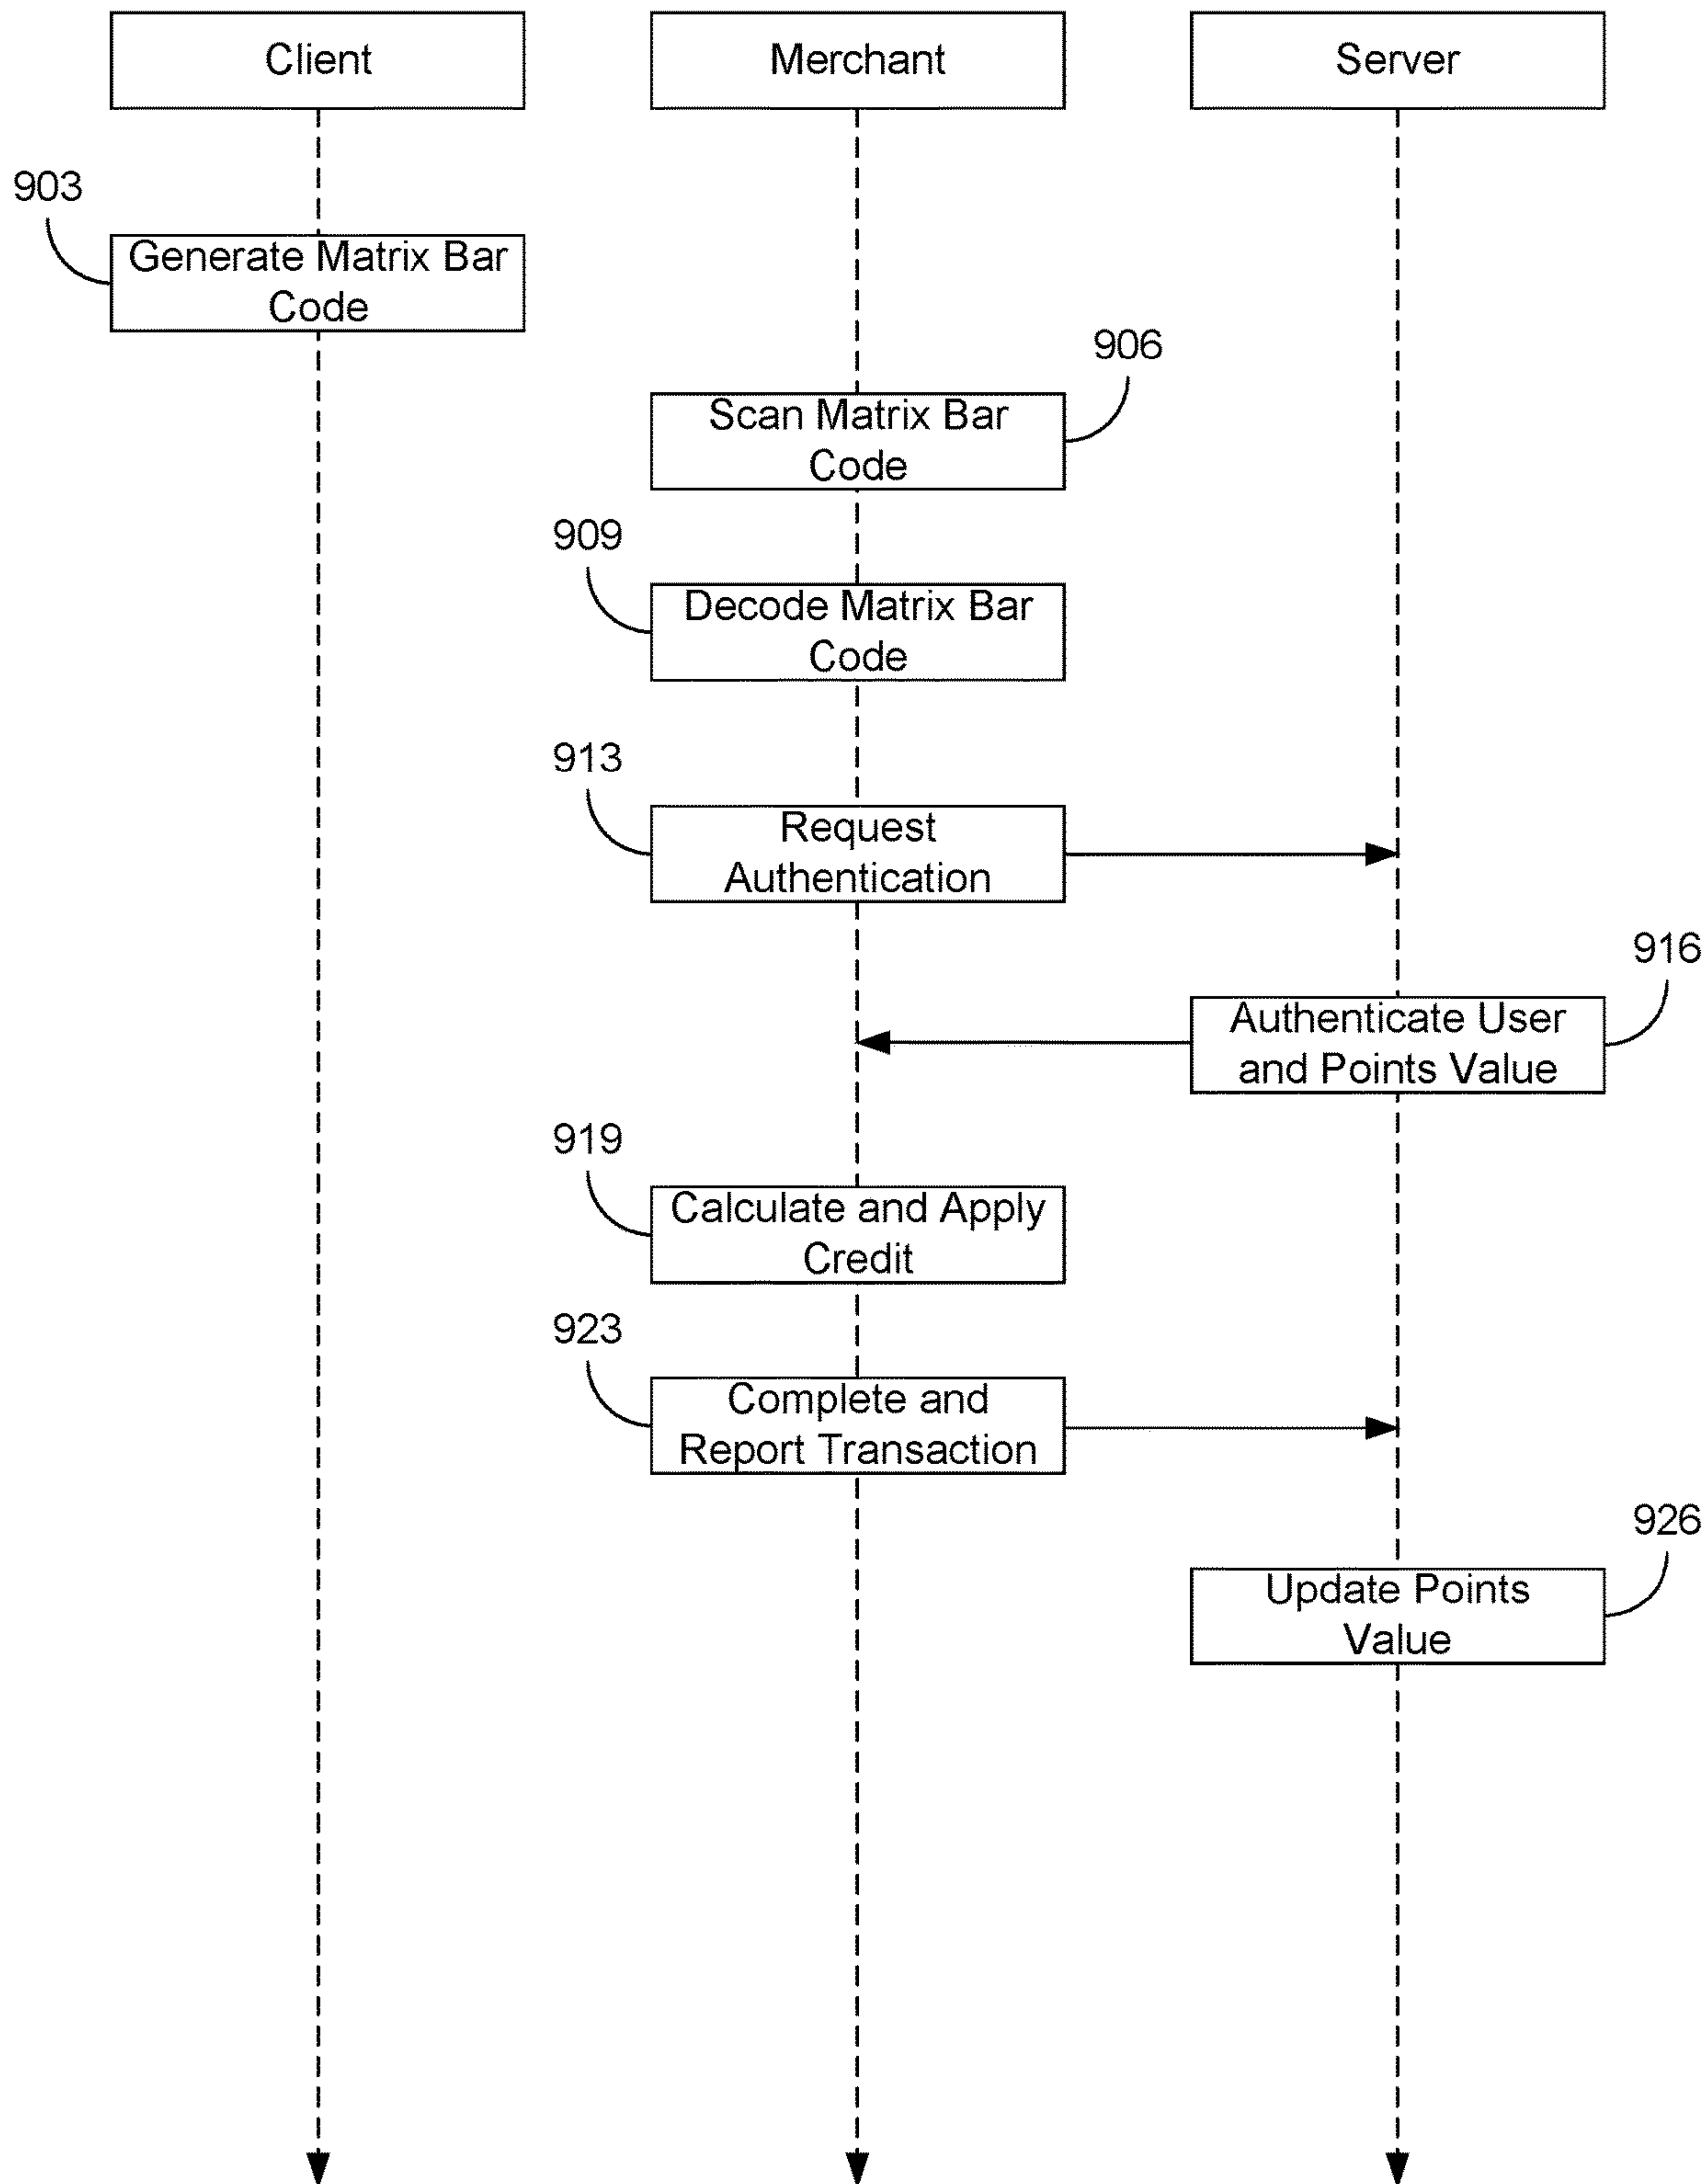 Client
Merchant
Server
903
Generate Matrix Bar
Code
906
Scan Matrix Bar
Code
909
Decode Matrix Bar
Code
913
Request
Authentication
916
Authenticate User
and Points Value
919
Calculate and Apply
Credit
923
Complete and
Report Transaction
926
Update Points
Value